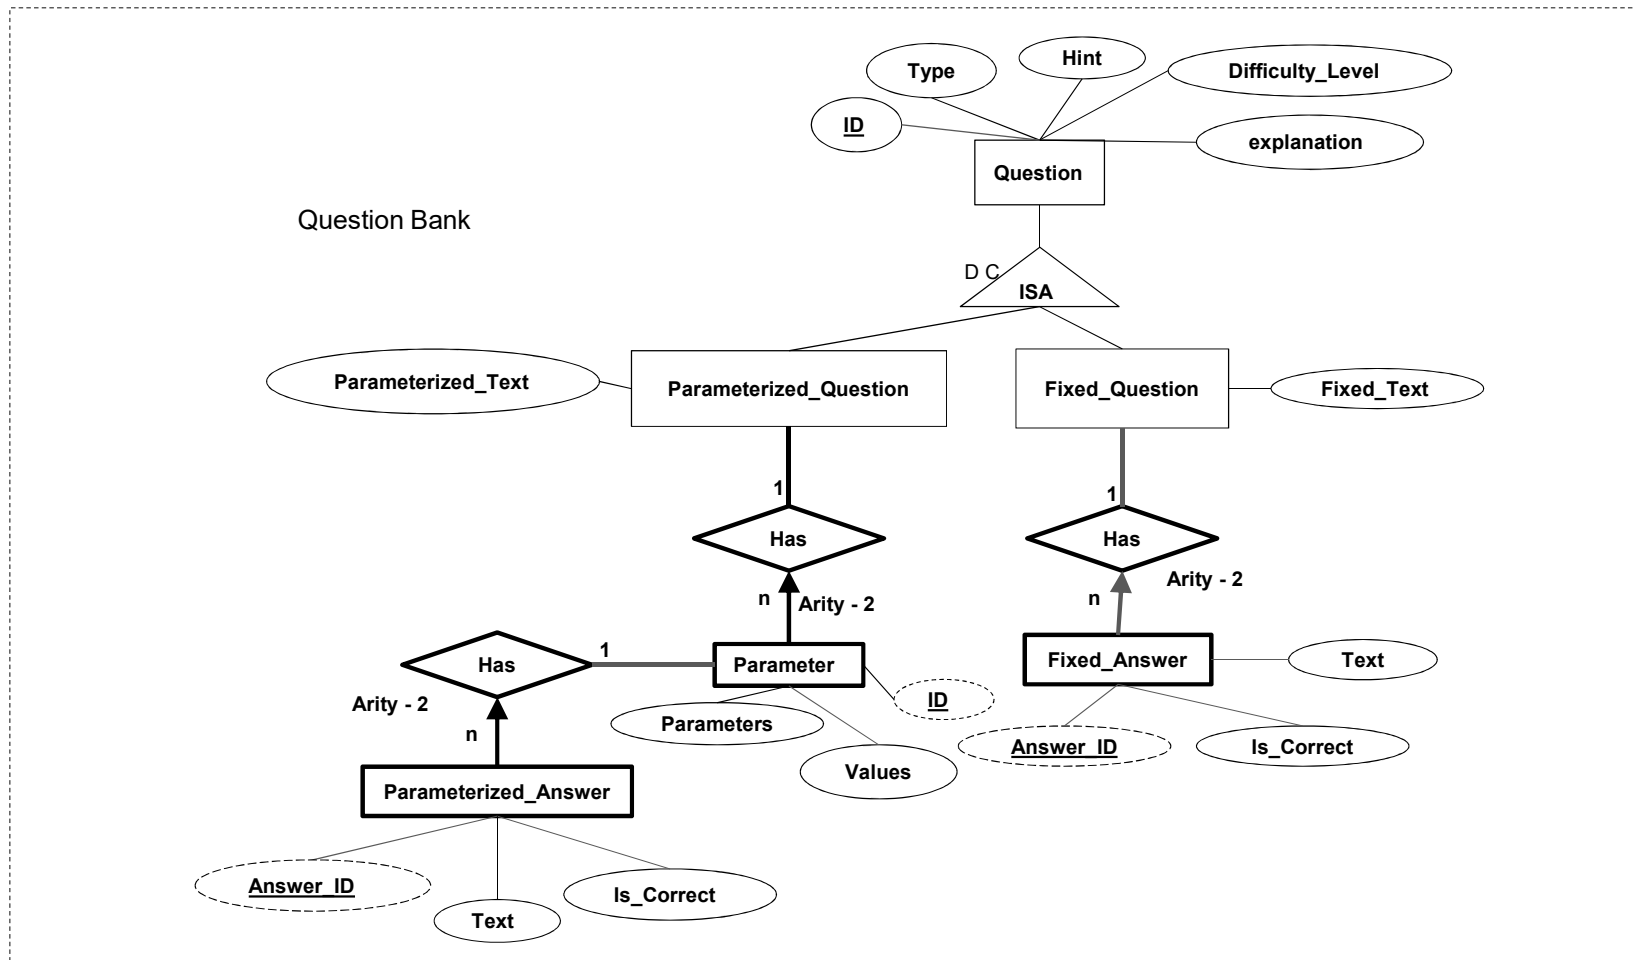 Hint
Type
Difficulty_Level
ID
explanation
Question
Question Bank
D C
ISA
Parameterized_Text
Parameterized_Question
Fixed_Question
Fixed_Text
1
1
Has
Has
Arity - 2
n
Arity - 2
n
1
Has
Parameter
Fixed_Answer
Text
ID
Arity - 2
Parameters
n
Answer_ID
Is_Correct
Values
Parameterized_Answer
Answer_ID
Is_Correct
Text